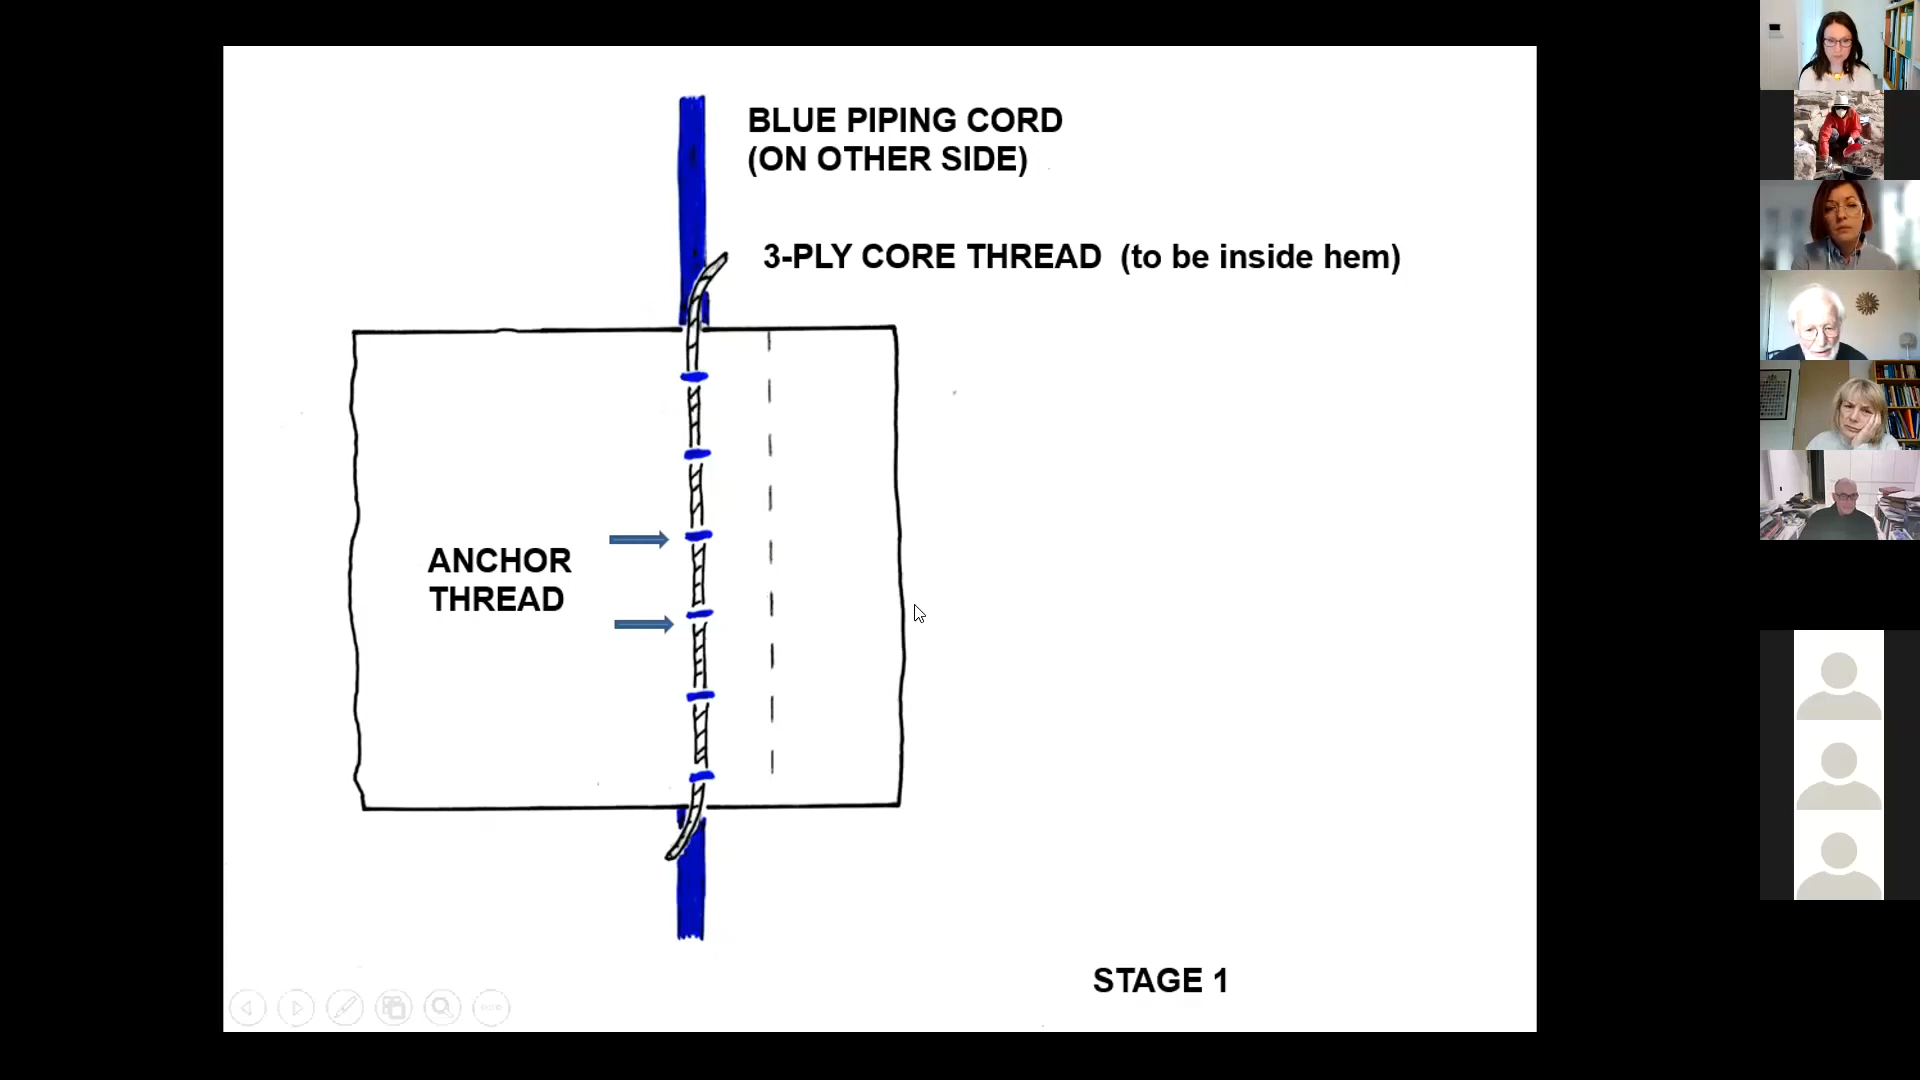 BLUE PIPING CORD
(ON OTHER SIDE)
3-PLY CORE THREAD (to be inside hem)
ANCHOR
THREAD
STAGE 1